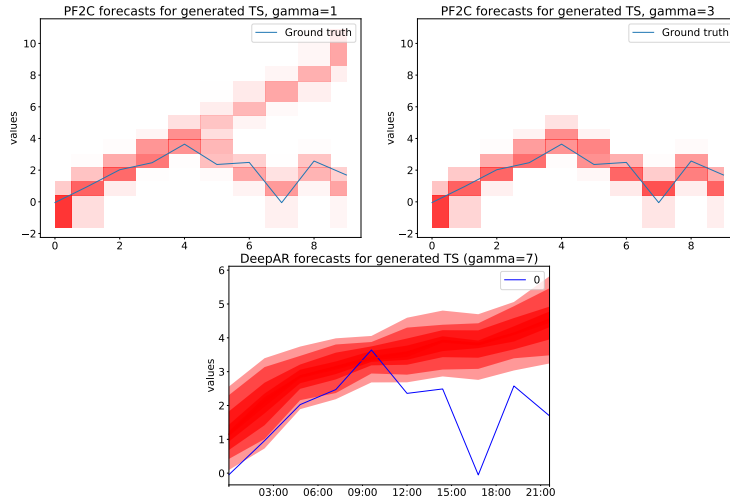 PF2C forecasts for generated TS, gamma=1
Ground truth
values
10
8
6
4
2
0
−2
0 2 4 6 8
PF2C forecasts for generated TS, gamma=3
Ground truth
values
10
8
6
4
2
0
−2
0 2 4 6 8
DeepAR forecasts for generated TS (gamma=7)
0
values
6
5
4
3
2
1
0
03:00 06:00 09:00 12:00 15:00 18:00 21:00